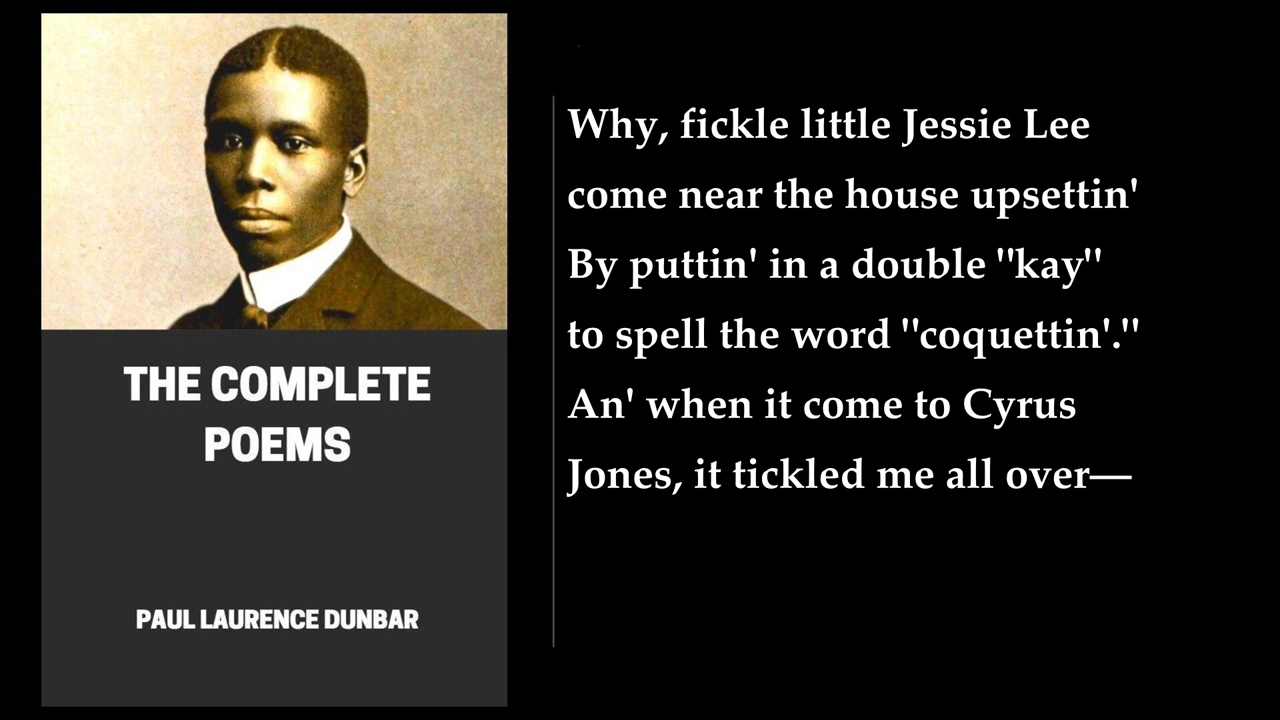 THE COMPLETE
POEMS
PAUL LAURENCE DUNBAR
Why, fickle little Jessie Lee
come near the house upsettin'
By puttin' in a double "kay"
to spell the word "coquettin'."
An' when it come to Cyrus
Jones, it tickled me all over—